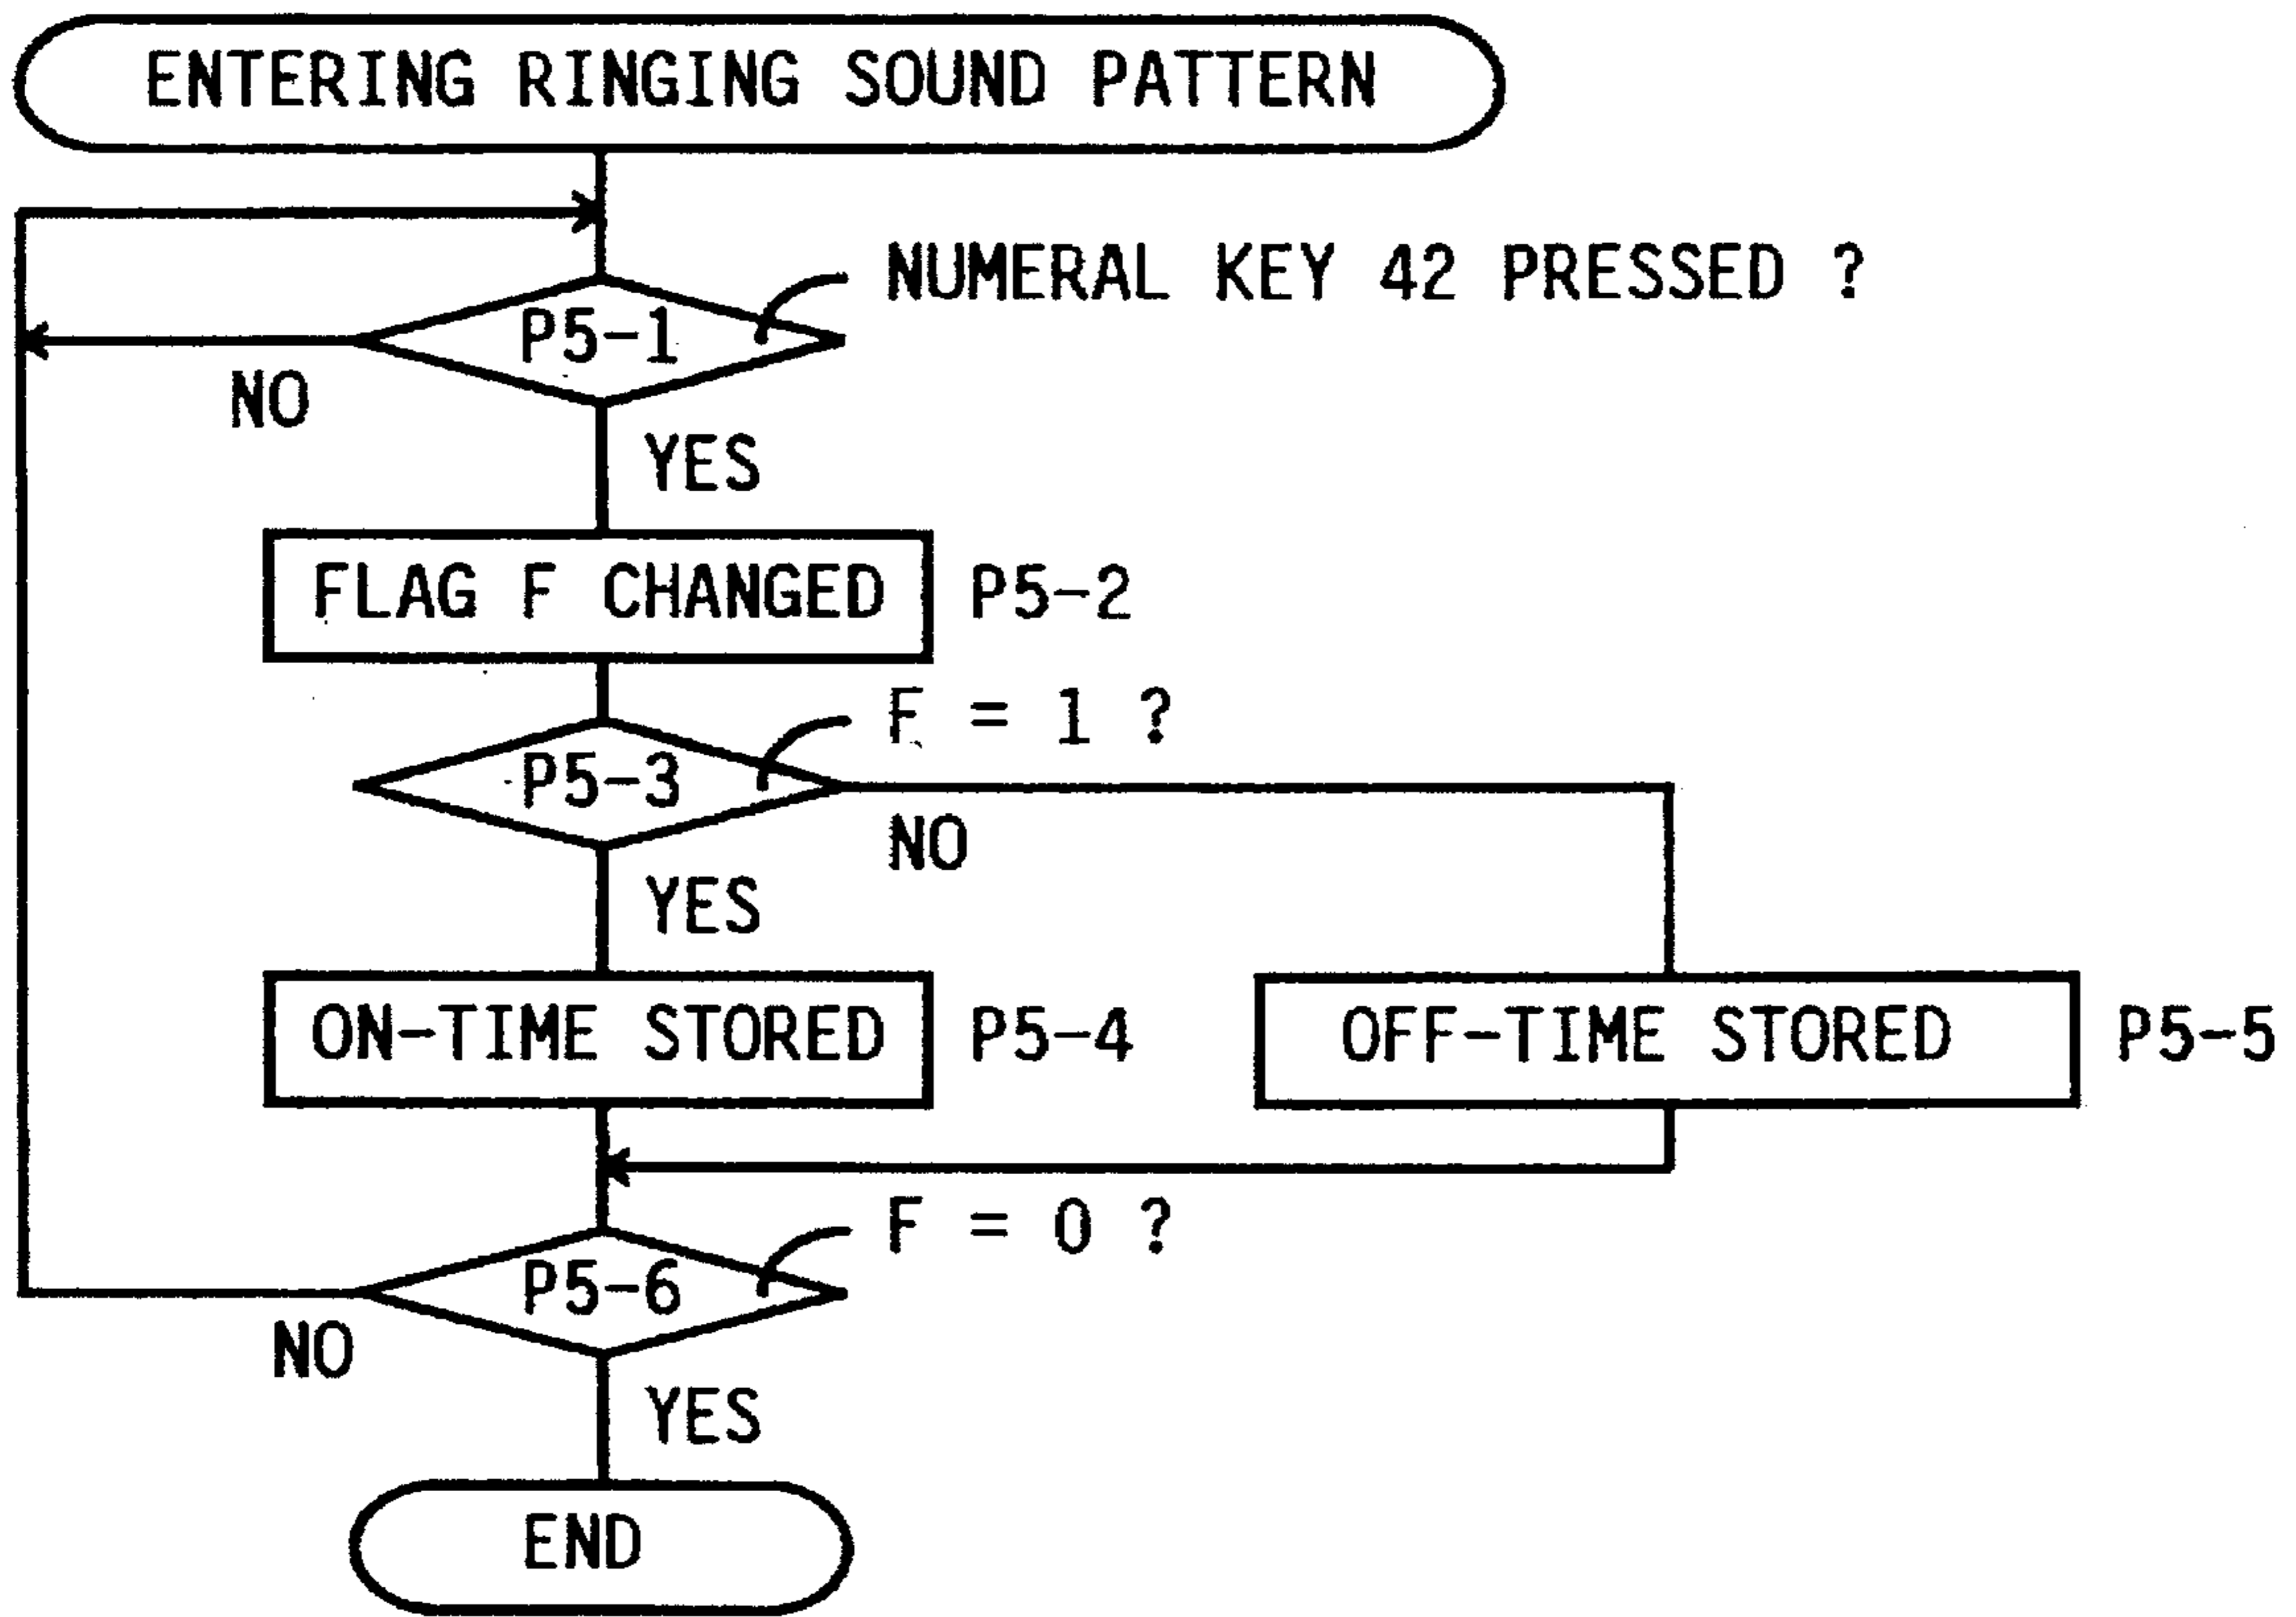 ENTERING RINGING SOUND PATTERN
NUMERAL KEY 42 PRESSED ?
P5-1
NO
YES
FLAG F CHANGED P5-2
F = 1 ?
P5-3
NO
YES
ON-TIME STORED P5-4 OFF-TIME STORED P5-5
F = 0 ?
P5-6
NO
YES
END